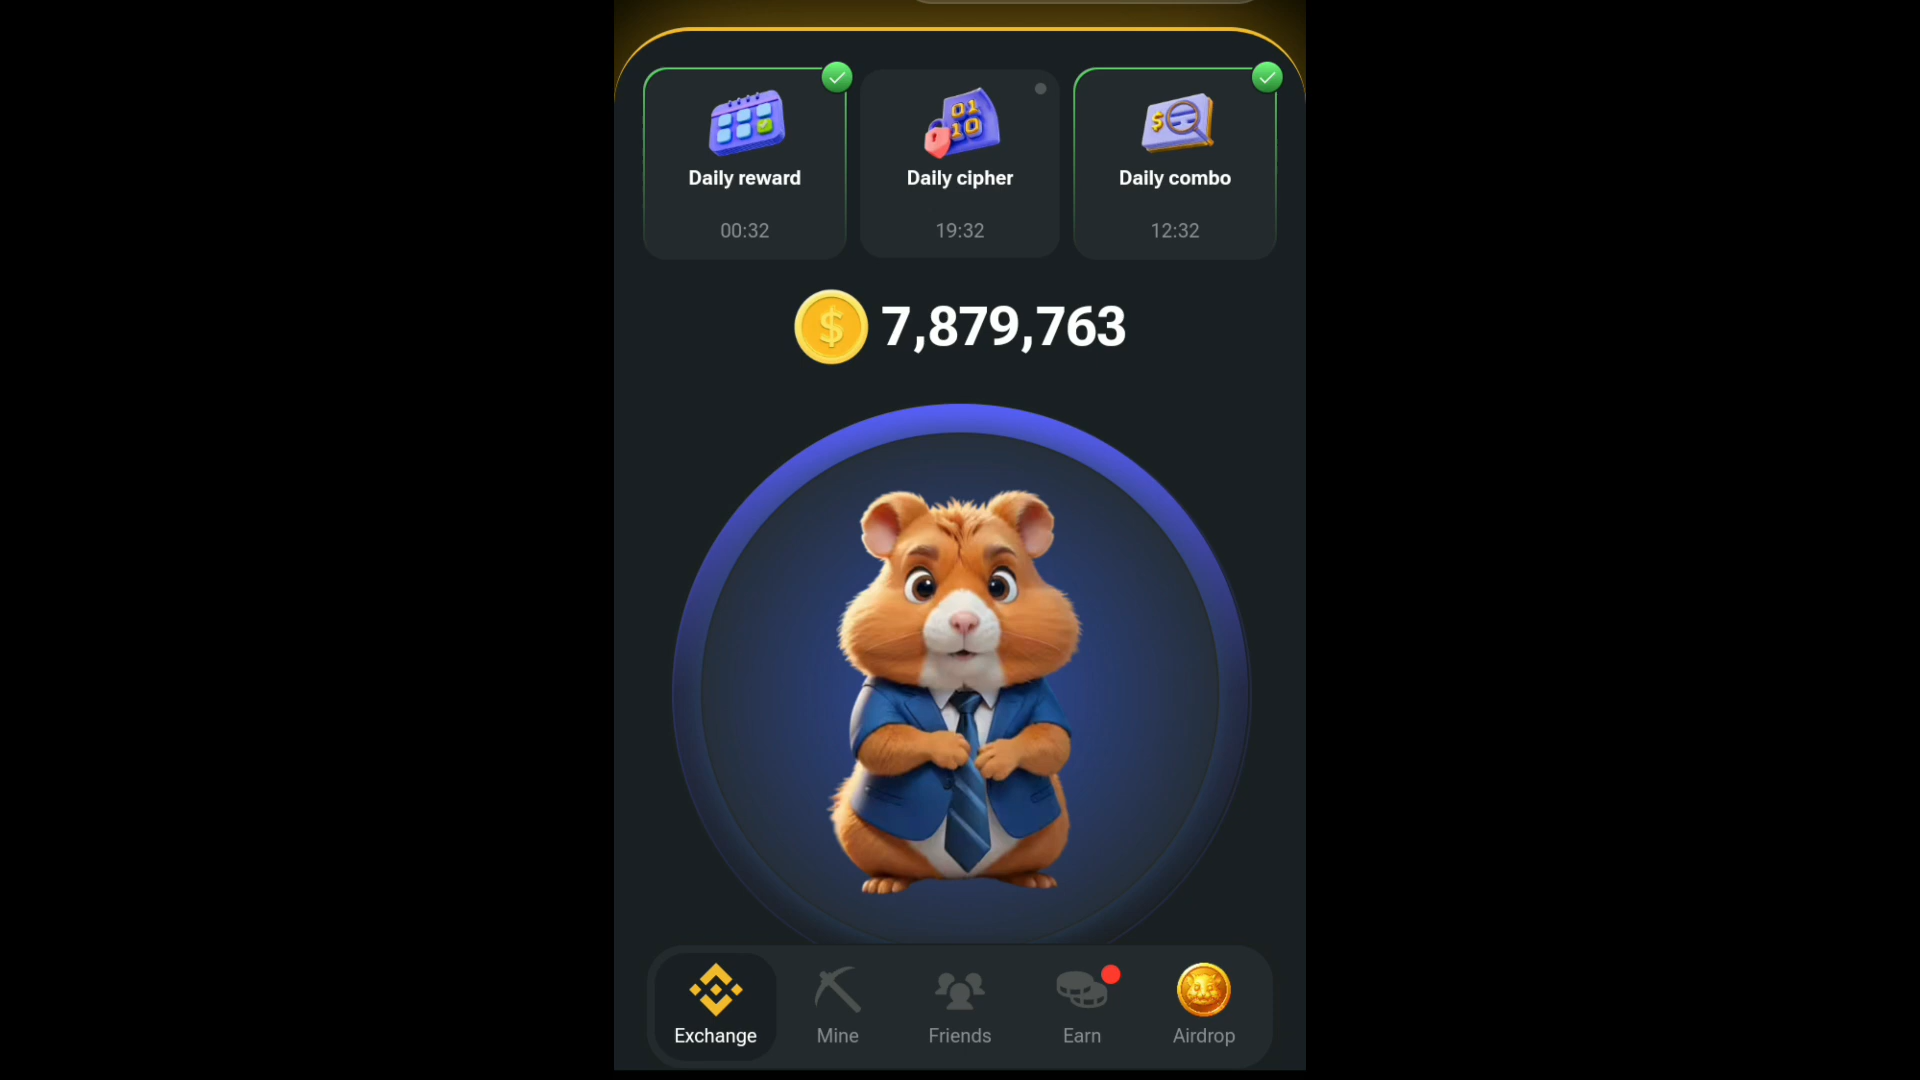 Daily reward
00:32
Daily cipher
19:32
Daily combo
12:32
7,879,763
Exchange
Mine
Friends
Earn
Airdrop